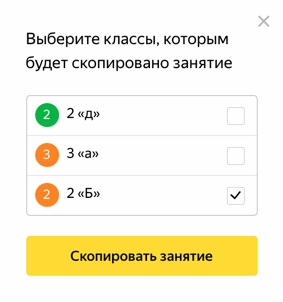 Выберите классы, которым
будет скопировано занятие
2 2 «д»
3 3 «а»
2 2 «Б»
Скопировать занятие